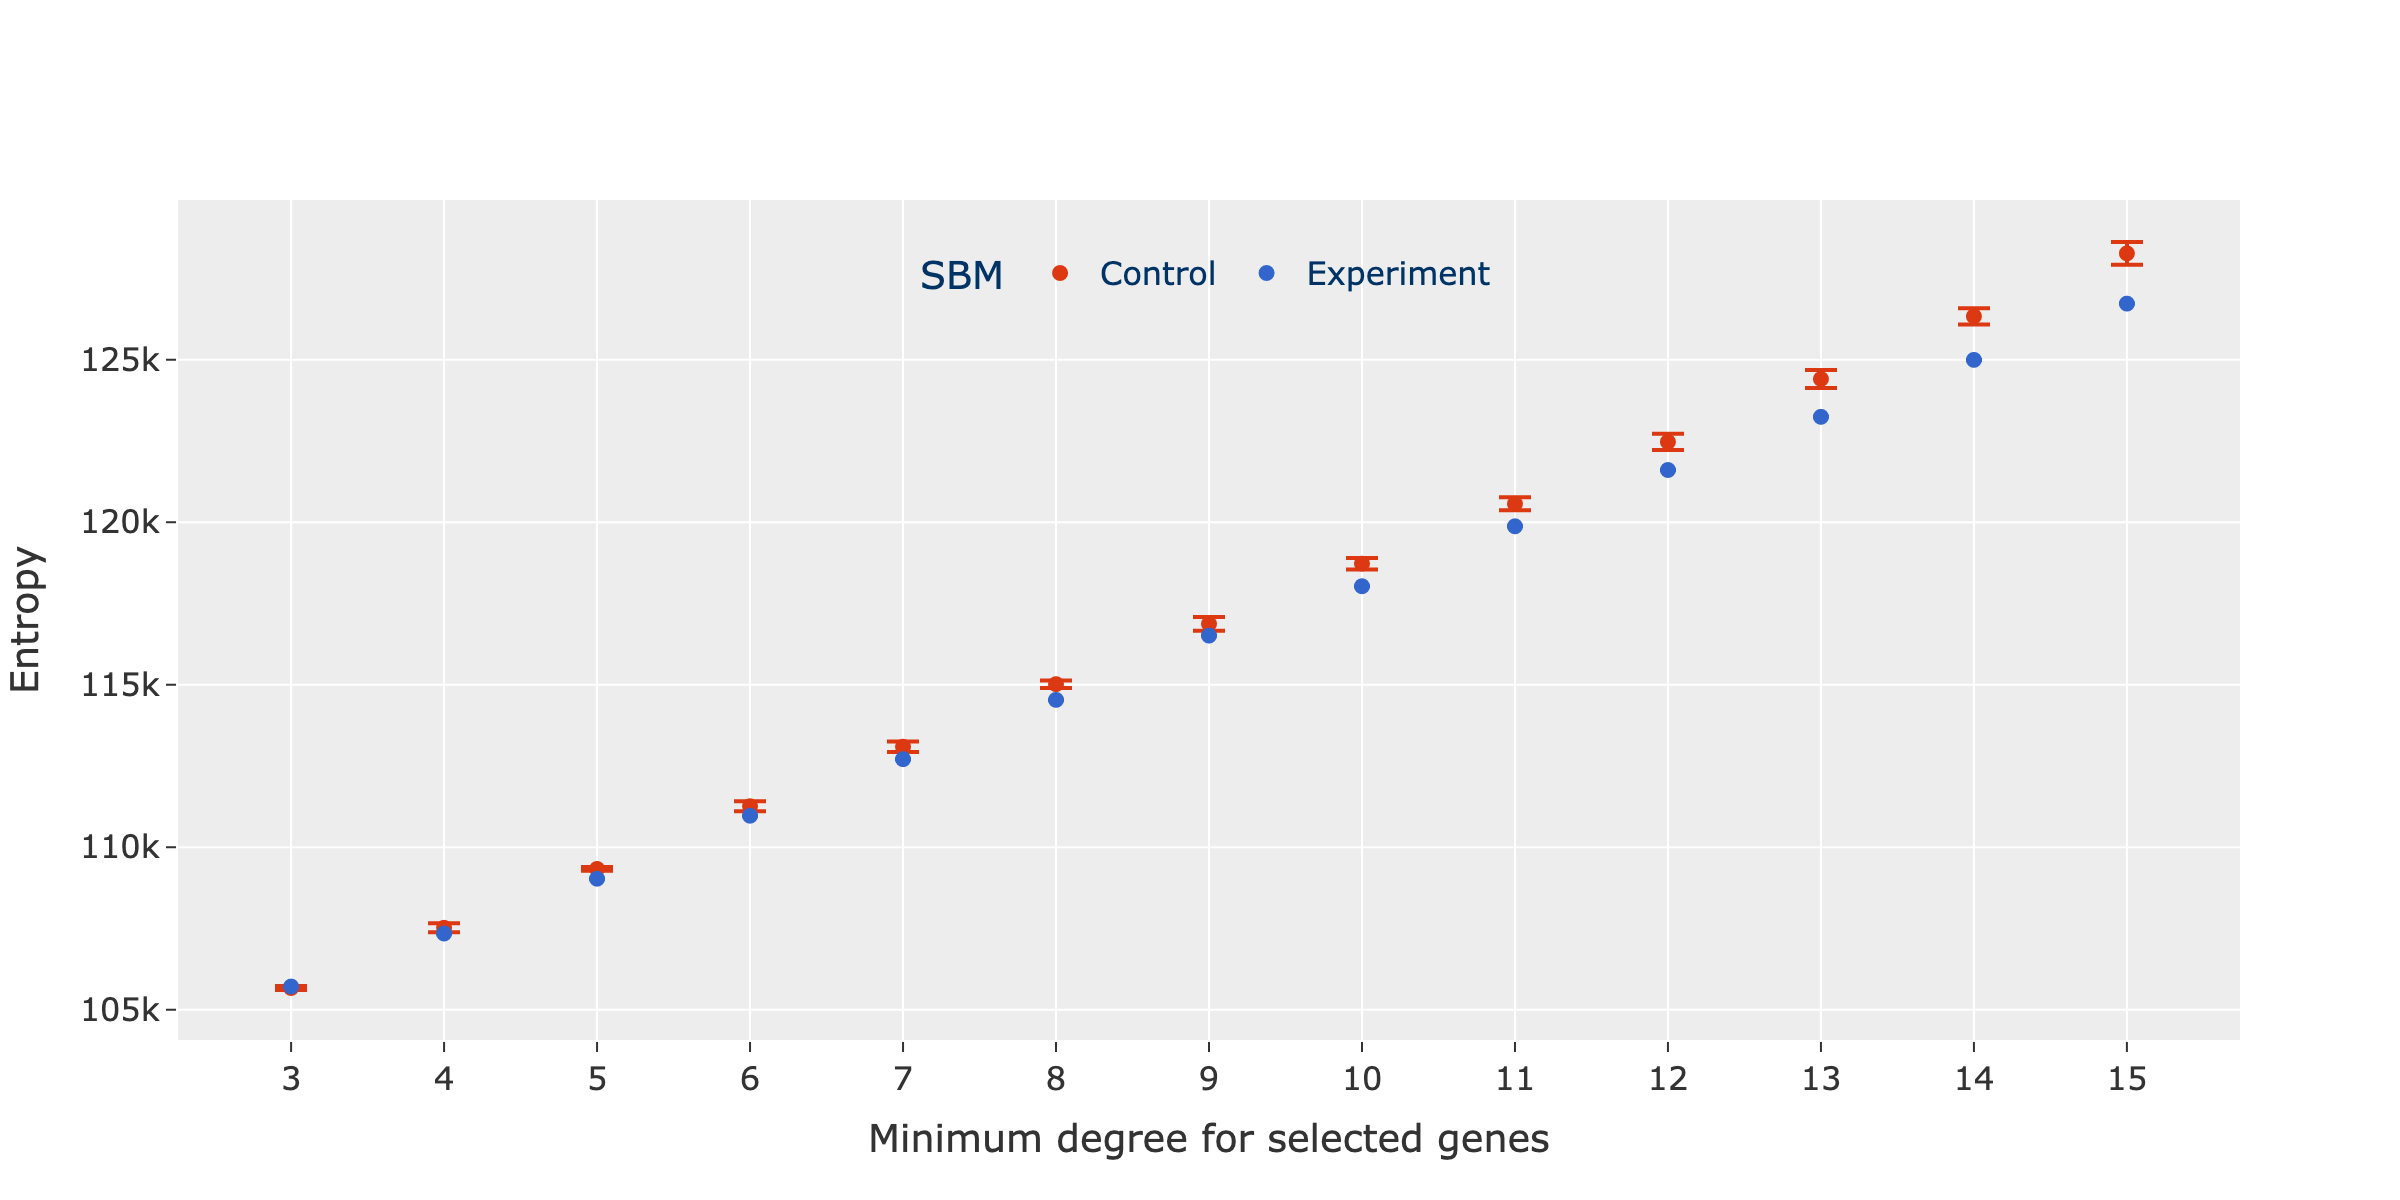 SBM Control Experiment
125k
120k
115k
110k
105k
Entropy
3 4 5 6 7 8 9 10 11 12 13 14 15
Minimum degree for selected genes